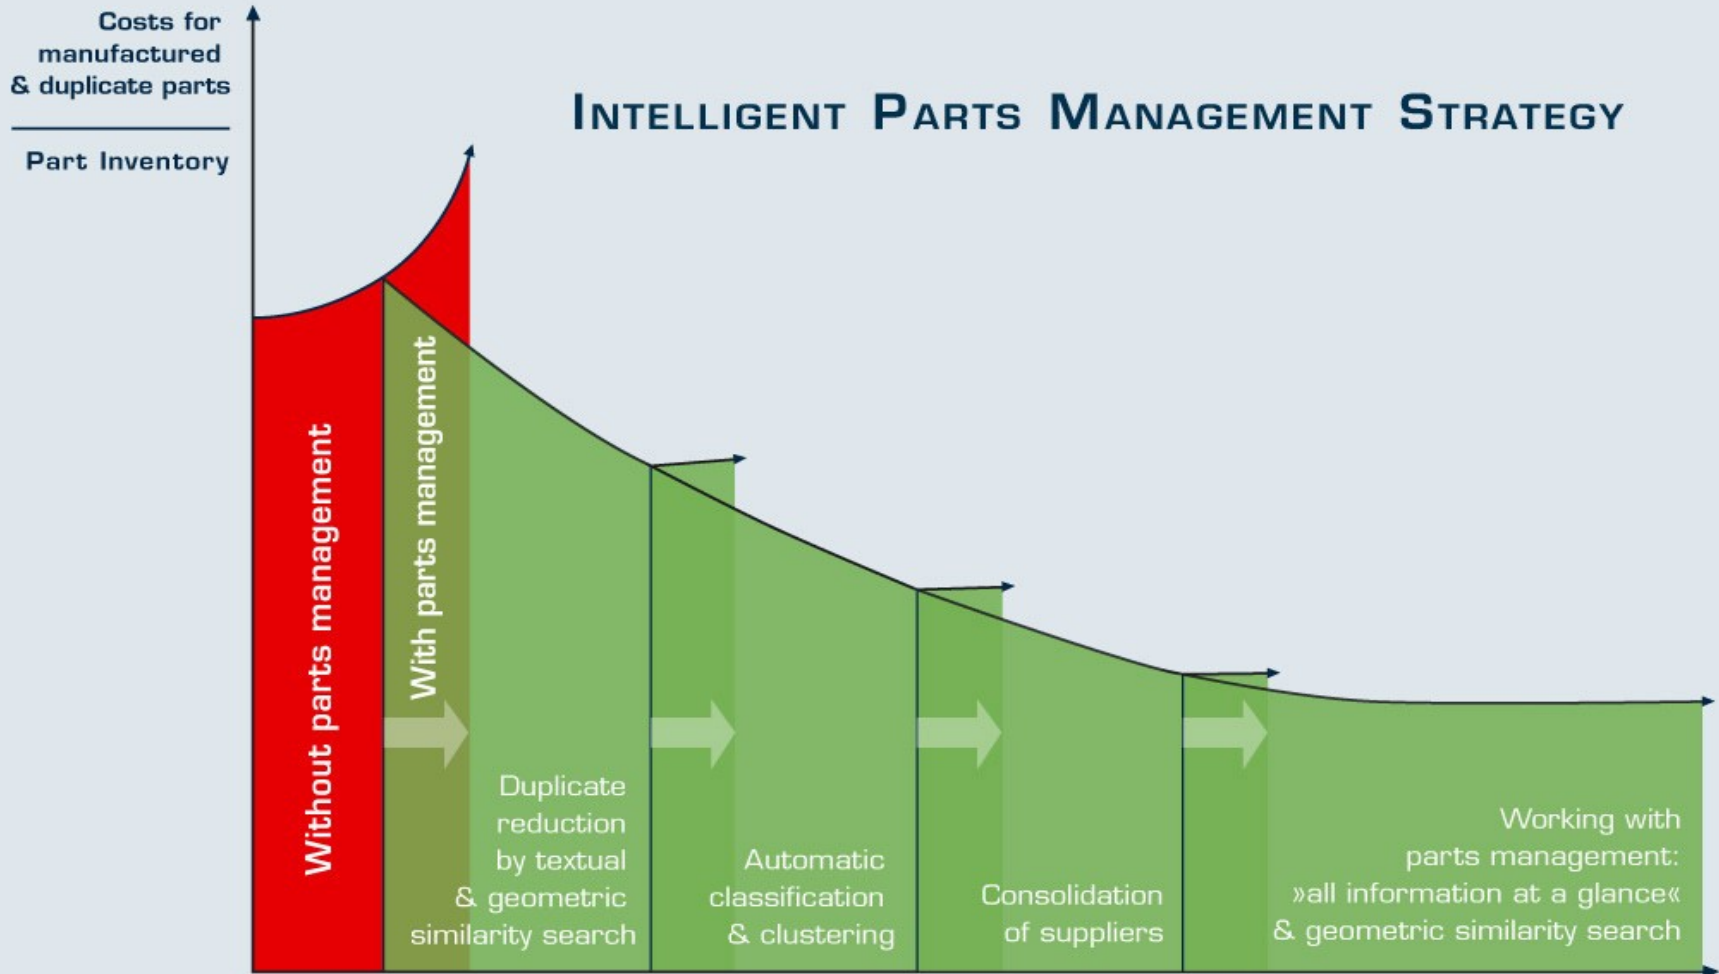 Costs for
manufactured
& duplicate parts
Part Inventory
INTELLIGENT PARTS MANAGEMENT STRATEGY
Without parts management
With parts management
Duplicate
reduction
by textual
& geometric
similarity search
Automatic
classification
& clustering
Consolidation
of suppliers
Working with
parts management:
»all information at a glance«
& geometric similarity search